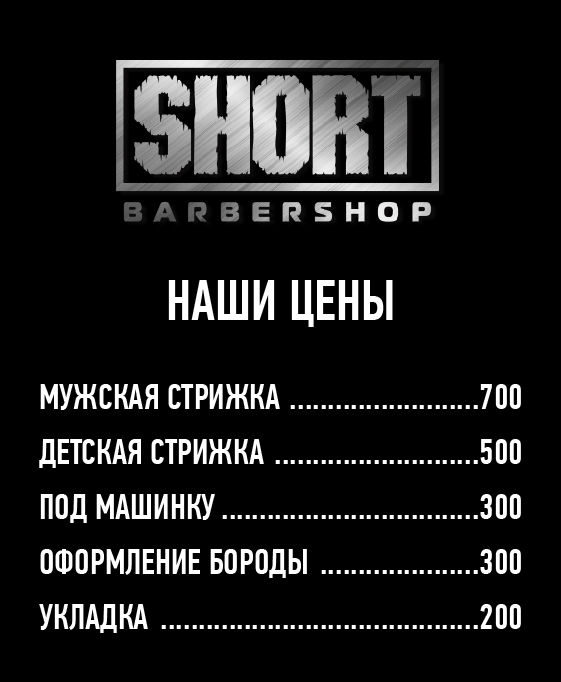 SHORT
BARBERSHOP
НАШИ ЦЕНЫ
МУЖСКАЯ СТРИЖКА .........................700
ДЕТСКАЯ СТРИЖКА ...........................500
ПОД МАШИНКУ ..................................300
ОФОРМЛЕНИЕ БОРОДЫ .....................300
УКЛАДКА ..........................................200